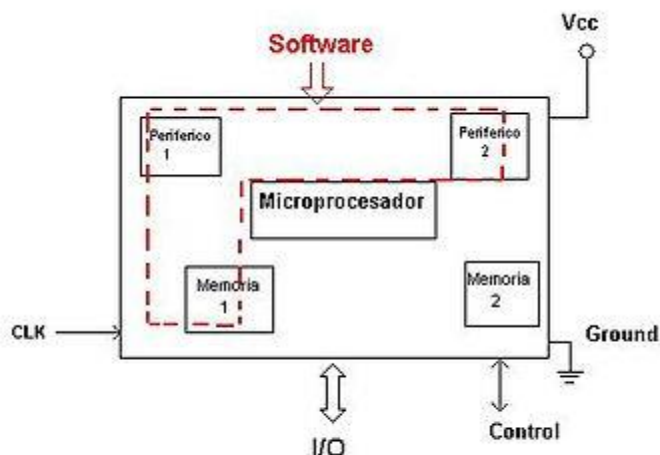 Vcc
Software
Periferico
1
Periferico
2
Microprocesador
Memoria
1
Memoria
2
CLK
Ground
Control
I/O